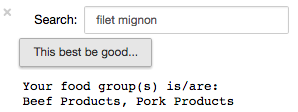 ×
Search: filet mignon
This best be good...
Your food group(s) is/are:
Beef Products, Pork Products